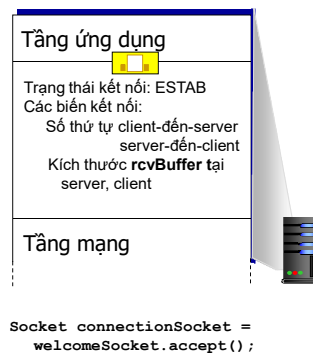 Tầng ứng dụng
Trạng thái kết nối: ESTAB
Các biến kết nối:
Số thứ tự client-đến-server
server-đến-client
Kích thước rcvBuffer tại
server, client
Tầng mạng
Socket connectionSocket =
welcomeSocket.accept();